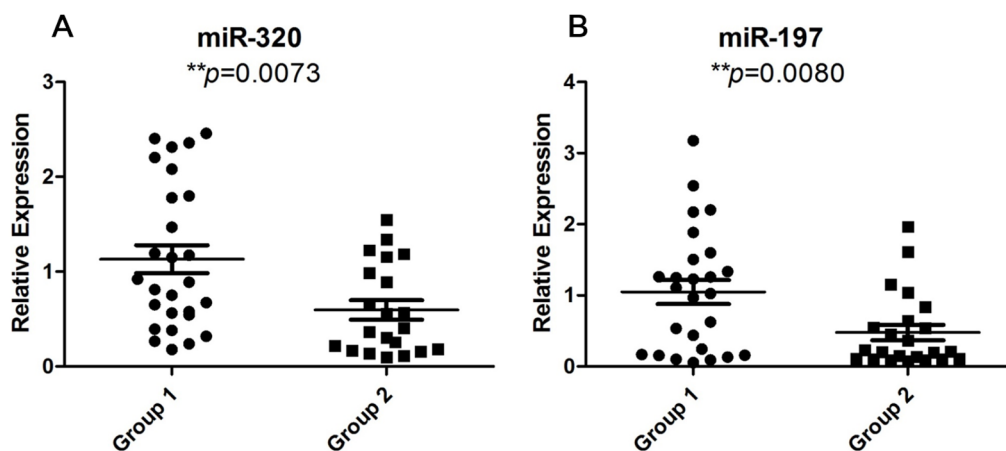 A
miR-320
**p=0.0073
Relative Expression
3
2
1
0
Group 1
Group 2
B
miR-197
**p=0.0080
Relative Expression
4
3
2
1
0
Group 1
Group 2